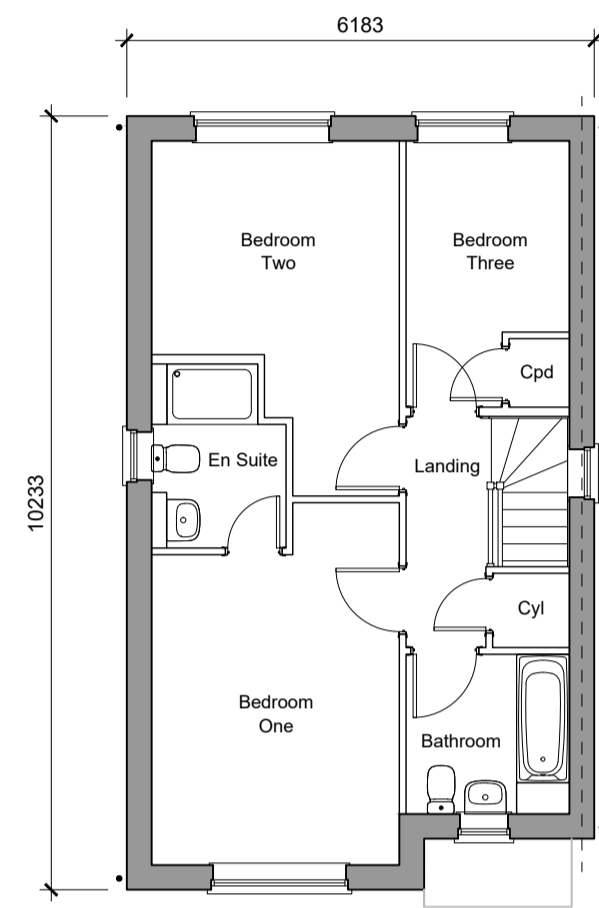 6183
10233
Bedroom
Two
Bedroom
Three
Cpd
En Suite
Landing
Cyl
Bedroom
One
Bathroom